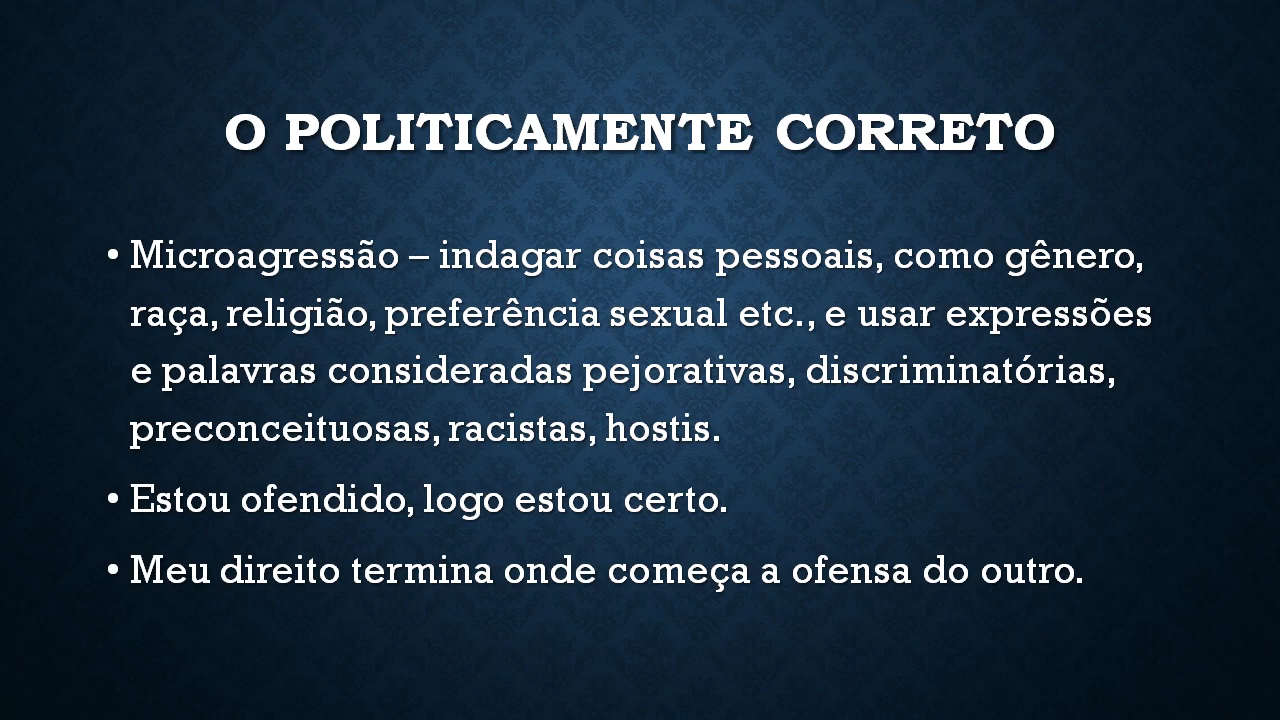 O POLITICAMENTE CORRETO
• Microagressão – indagar coisas pessoais, como gênero,
raça, religião, preferência sexual etc., e usar expressões
e palavras consideradas pejorativas, discriminatórias,
preconceituosas, racistas, hostis.
• Estou ofendido, logo estou certo.
• Meu direito termina onde começa a ofensa do outro.